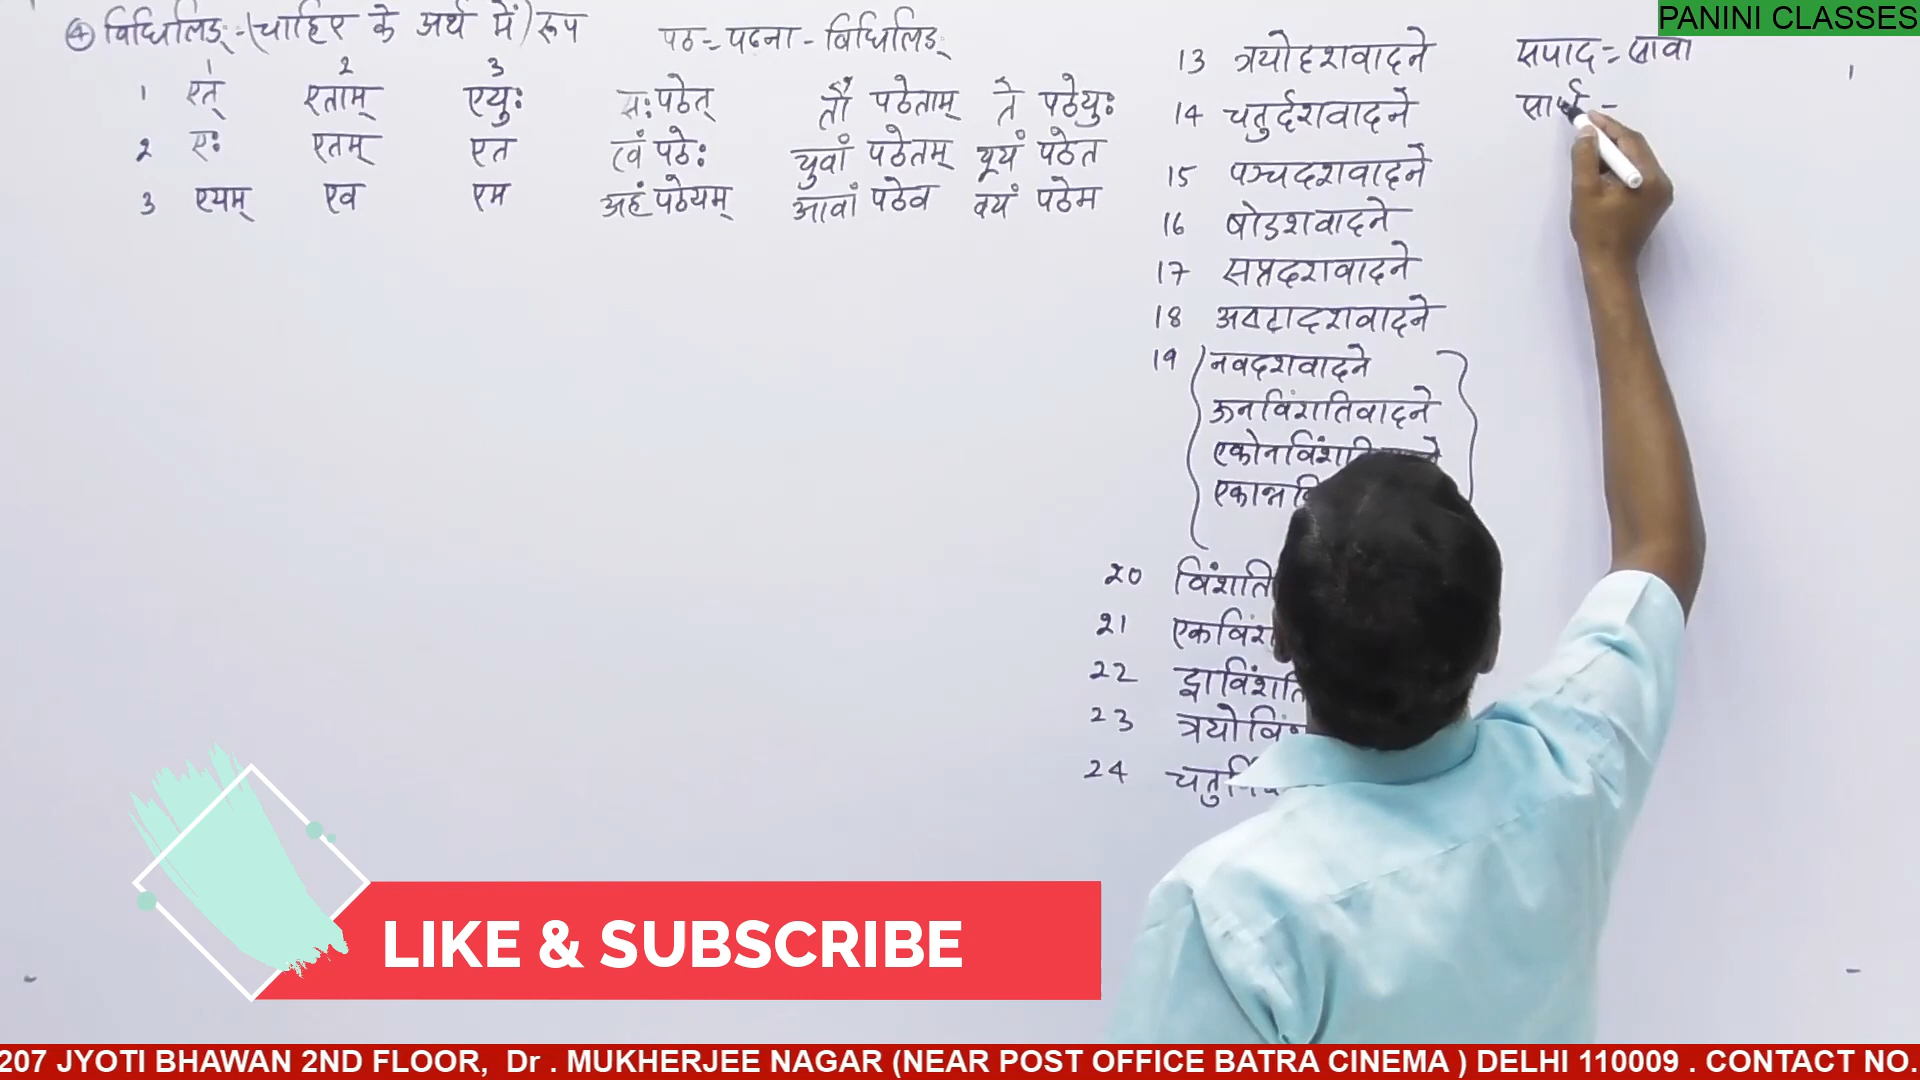 PANINI CLASSES
④ विधिलिङ् - (चाहिए के अर्थ में) रूप
1 2 3
1 एत् एताम् एयुः
2 एः एतम् एत
3 एयम् एव एम
पठ = पढना - विधिलिङ्
सः पठेत् तौ पठेताम् ते पठेयुः
त्वं पठेः युवां पठेतम् यूयं पठेत
अहं पठेयम् आवां पठेव वयं पठेम
13 त्रयोदशवादने
14 चतुर्दशवादने
15 पञ्चदशवादने
16 षोडशवादने
17 सप्तदशवादने
18 अष्टादशवादने
19 नवदशवादने
ऊनविंशतिवादने
20 विंशति
21
22 द्वाविंशति
23
24
सपाद = सवा
LIKE & SUBSCRIBE
207 JYOTI BHAWAN 2ND FLOOR, Dr . MUKHERJEE NAGAR (NEAR POST OFFICE BATRA CINEMA ) DELHI 110009 . CONTACT NO.